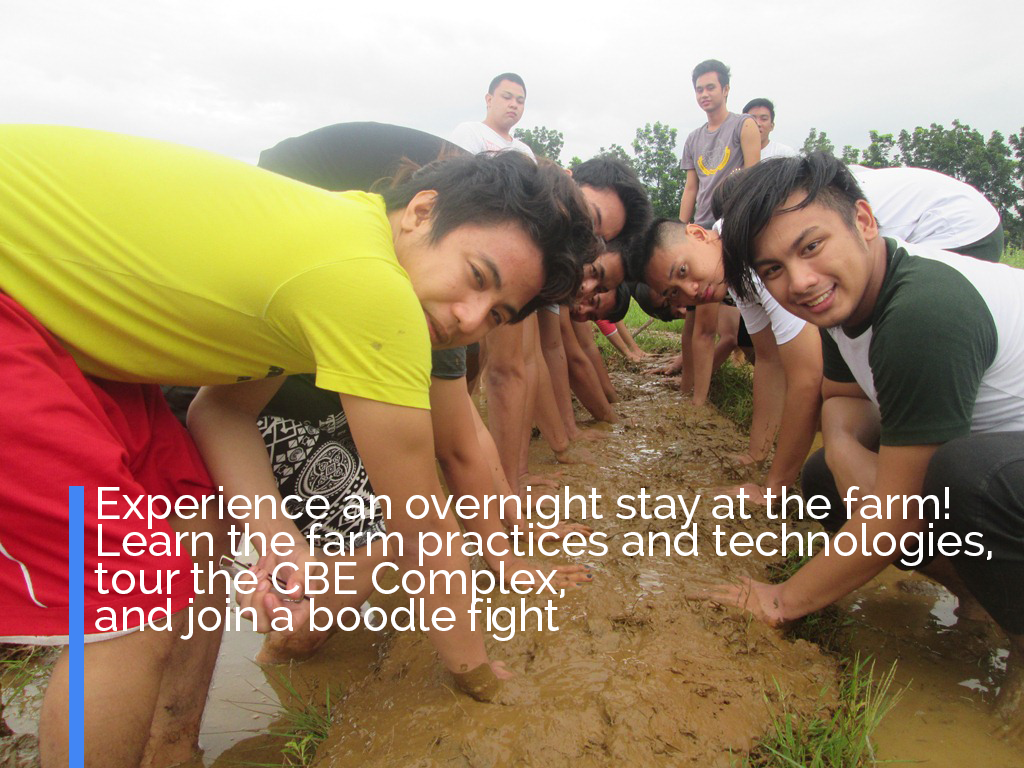 Experience an overnight stay at the farm!
Learn the farm practices and technologies,
tour the CBE Complex,
and join a boodle fight